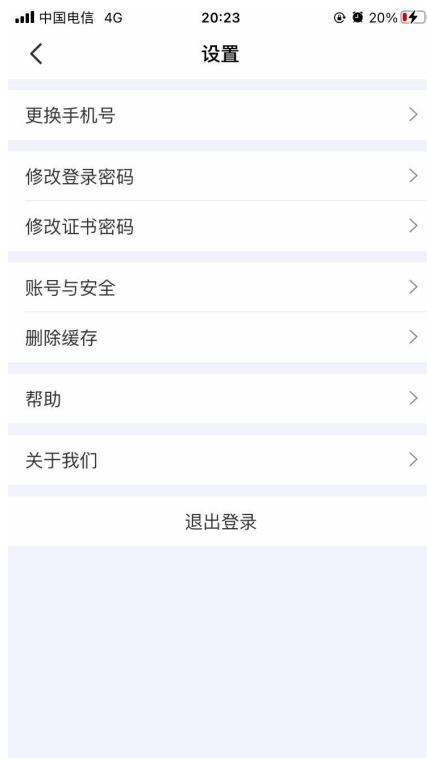 中国电信 4G 20:23 20%
设置
更换手机号
修改登录密码
修改证书密码
账号与安全
删除缓存
帮助
关于我们
退出登录